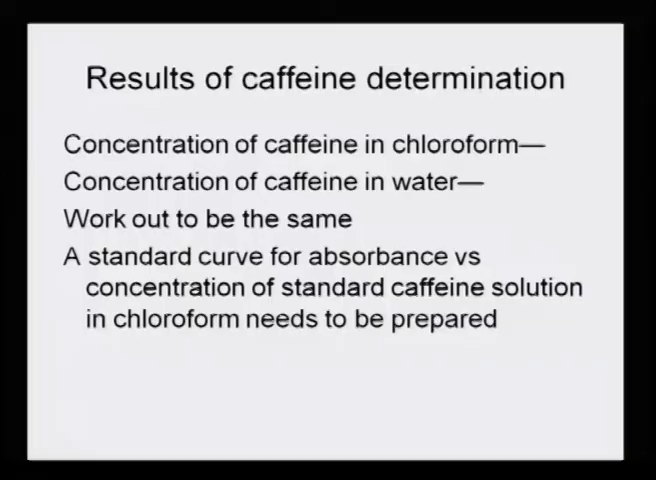 Results of caffeine determination
Concentration of caffeine in chloroform—
Concentration of caffeine in water—
Work out to be the same
A standard curve for absorbance vs
concentration of standard caffeine solution
in chloroform needs to be prepared